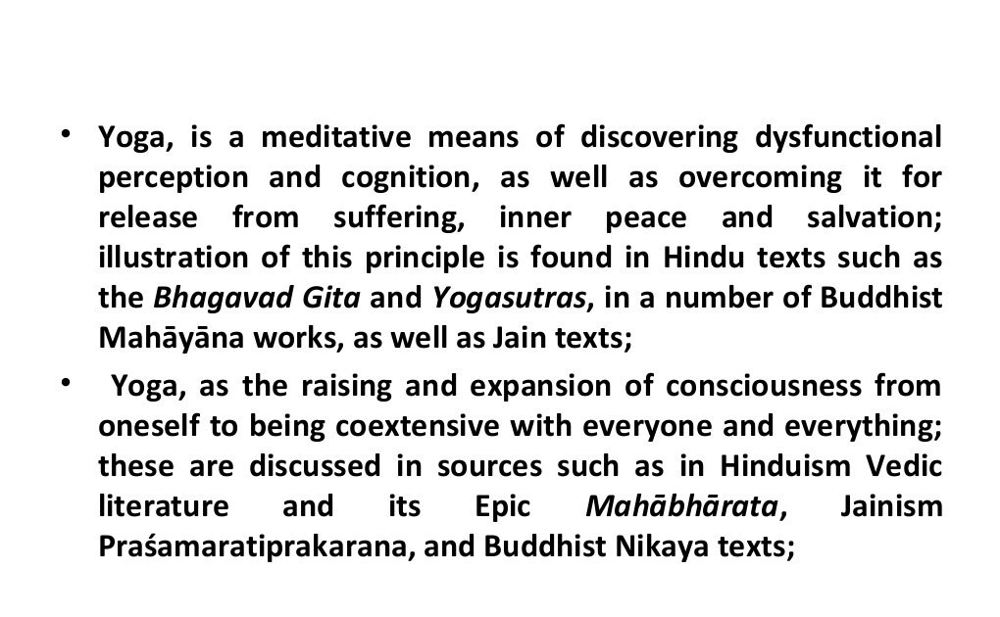 • Yoga, is a meditative means of discovering dysfunctional
perception and cognition, as well as overcoming it for
release from suffering, inner peace and salvation;
illustration of this principle is found in Hindu texts such as
the Bhagavad Gita and Yogasutras, in a number of Buddhist
Mahāyāna works, as well as Jain texts;
• Yoga, as the raising and expansion of consciousness from
oneself to being coextensive with everyone and everything;
these are discussed in sources such as in Hinduism Vedic
literature and its Epic Mahābhārata, Jainism
Praśamaratiprakarana, and Buddhist Nikaya texts;